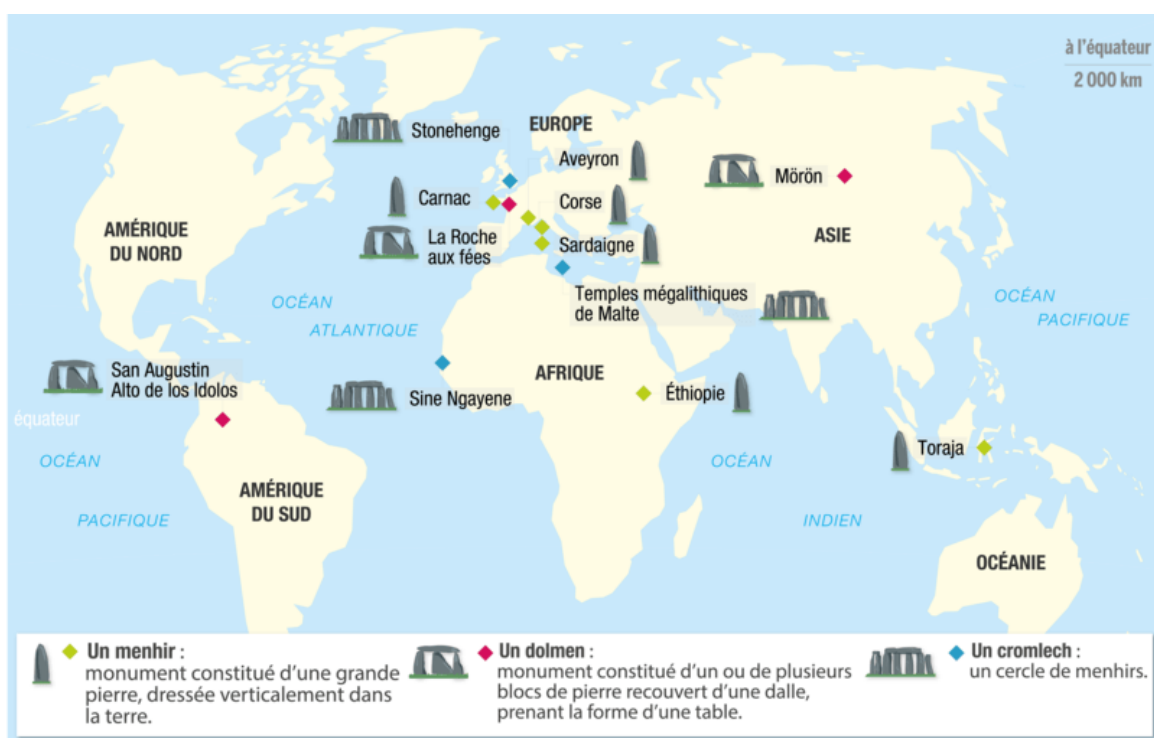 à l'équateur
2 000 km
Stonehenge
EUROPE
Aveyron
Mörön
Carnac
Corse
AMÉRIQUE
DU NORD
La Roche
aux fées
Sardaigne
ASIE
Temples mégalithiques
de Malte
OCÉAN
ATLANTIQUE
OCÉAN
PACIFIQUE
San Augustin
Alto de los Idolos
AFRIQUE
Sine Ngayene
Éthiopie
équateur
Toraja
OCÉAN
PACIFIQUE
OCÉAN
INDIEN
AMÉRIQUE
DU SUD
OCÉANIE
Un menhir :
monument constitué d'une grande
pierre, dressée verticalement dans
la terre.
Un dolmen :
monument constitué d'un ou de plusieurs
blocs de pierre recouvert d'une dalle,
prenant la forme d'une table.
Un cromlech :
un cercle de menhirs.